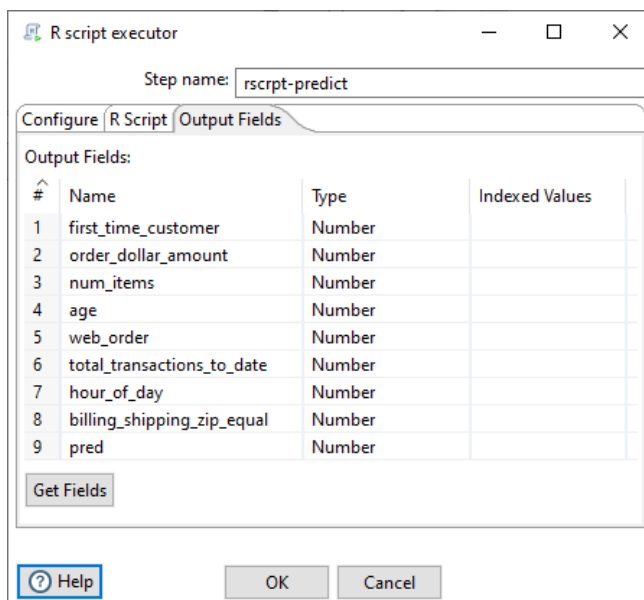 R script executor
Step name: rscrpt-predict
Configure R Script Output Fields
Output Fields:
# Name Type Indexed Values
1 first_time_customer Number
2 order_dollar_amount Number
3 num_items Number
4 age Number
5 web_order Number
6 total_transactions_to_date Number
7 hour_of_day Number
8 billing_shipping_zip_equal Number
9 pred Number
Get Fields
? Help OK Cancel